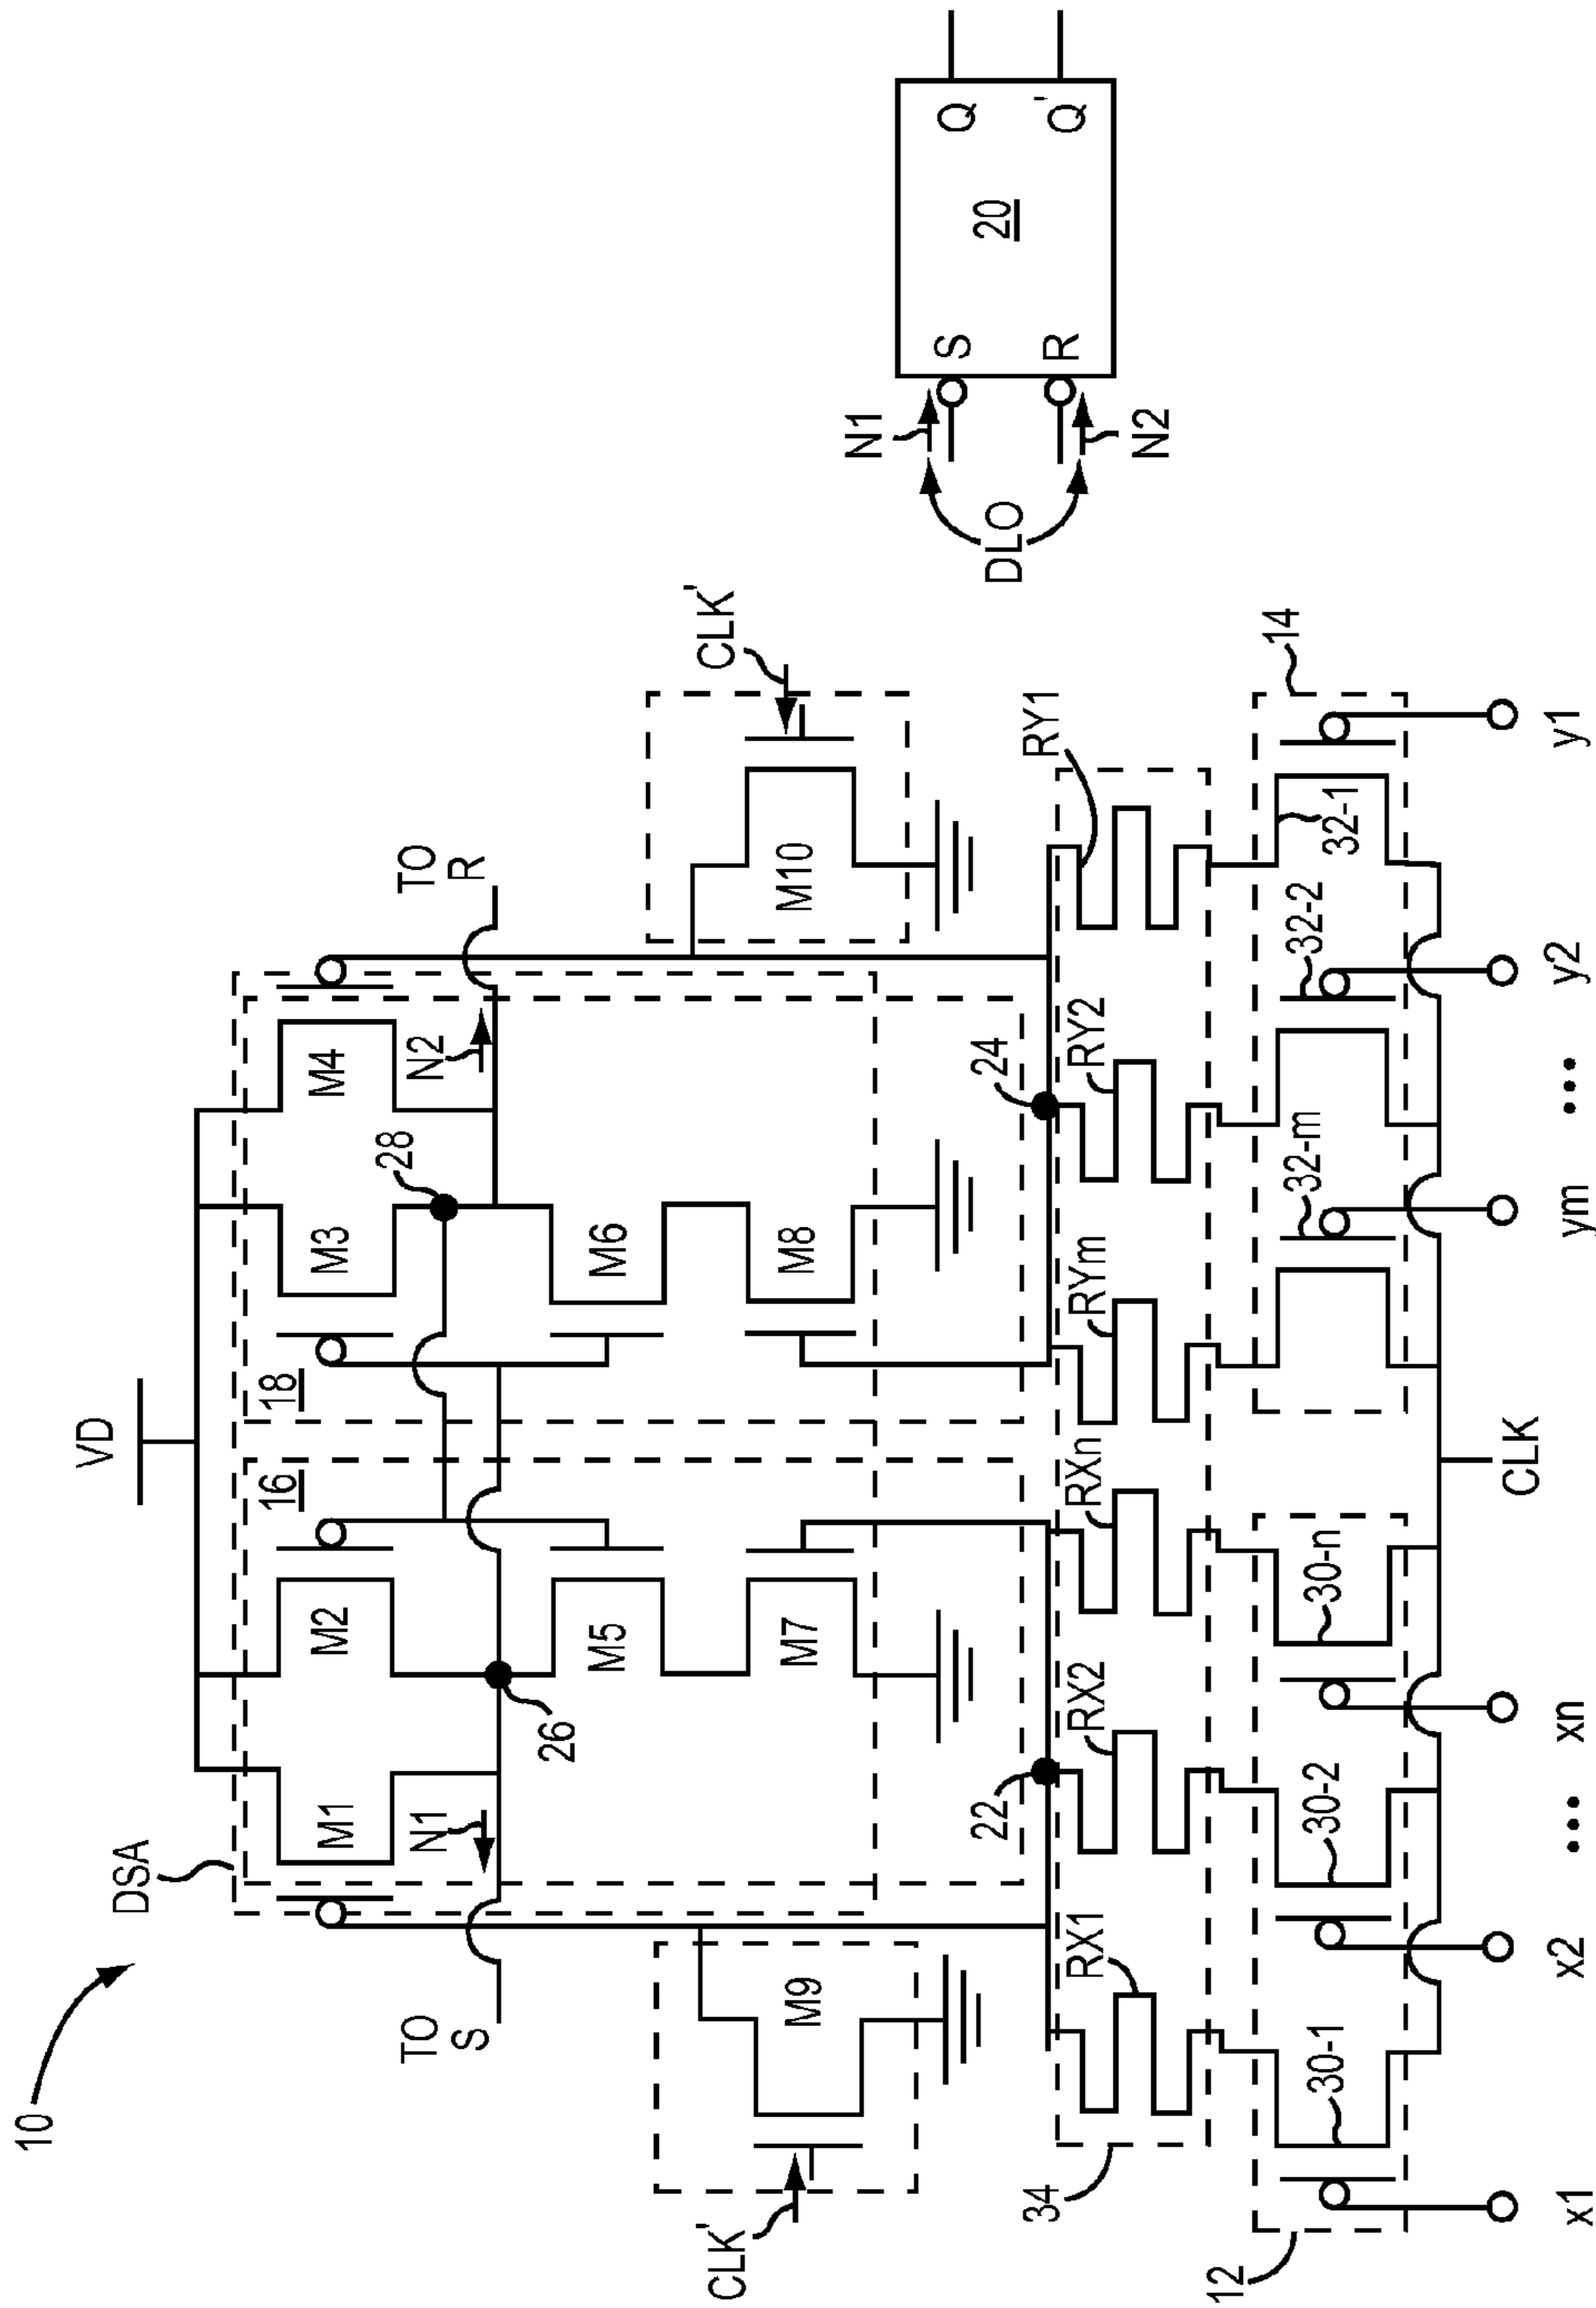 10
DSA
VD
16
18
M1
M2
M3
M4
28
N1
N2
TO
S
TO
R
26
M5
M6
M7
M8
M9
M10
CLK'
CLK'
22
24
34
RX1
RX2
RXn
RYm
RY2
RY1
12
30-1
30-2
30-n
32-m
32-2
32-1
14
CLK
x1
x2
...
xn
ym
...
y2
y1
DLO
N1
N2
S
R
20
Q
Q'